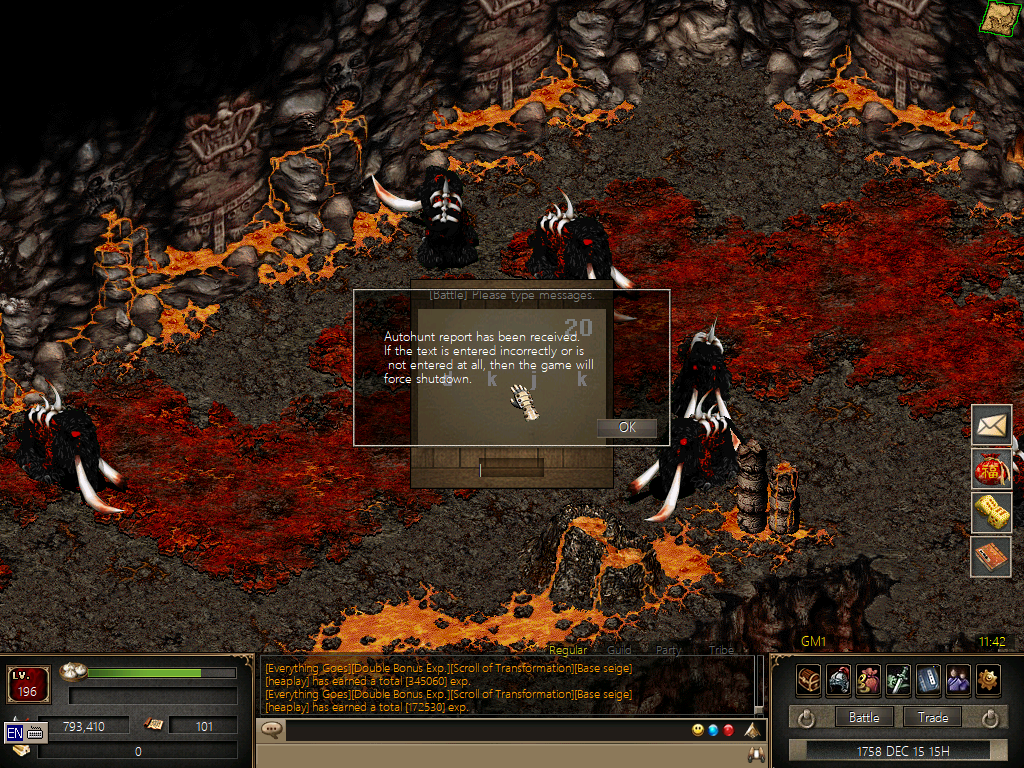 [Battle] Please type messages.
20
Autohunt report has been received.
If the text is entered incorrectly or is
not entered at all, then the game will
force shutdown.
k j k
OK
GM1
11:42
Regular Guild Party Tribe
LV.
196
793,410
101
EN
0
[Everything Goes][Double Bonus Exp.][Scroll of Transformation][Base seige]
[heaplay] has earned a total [345060] exp.
[Everything Goes][Double Bonus Exp.][Scroll of Transformation][Base seige]
[heaplay] has earned a total [172530] exp.
Battle
Trade
1758 DEC 15 15H
福